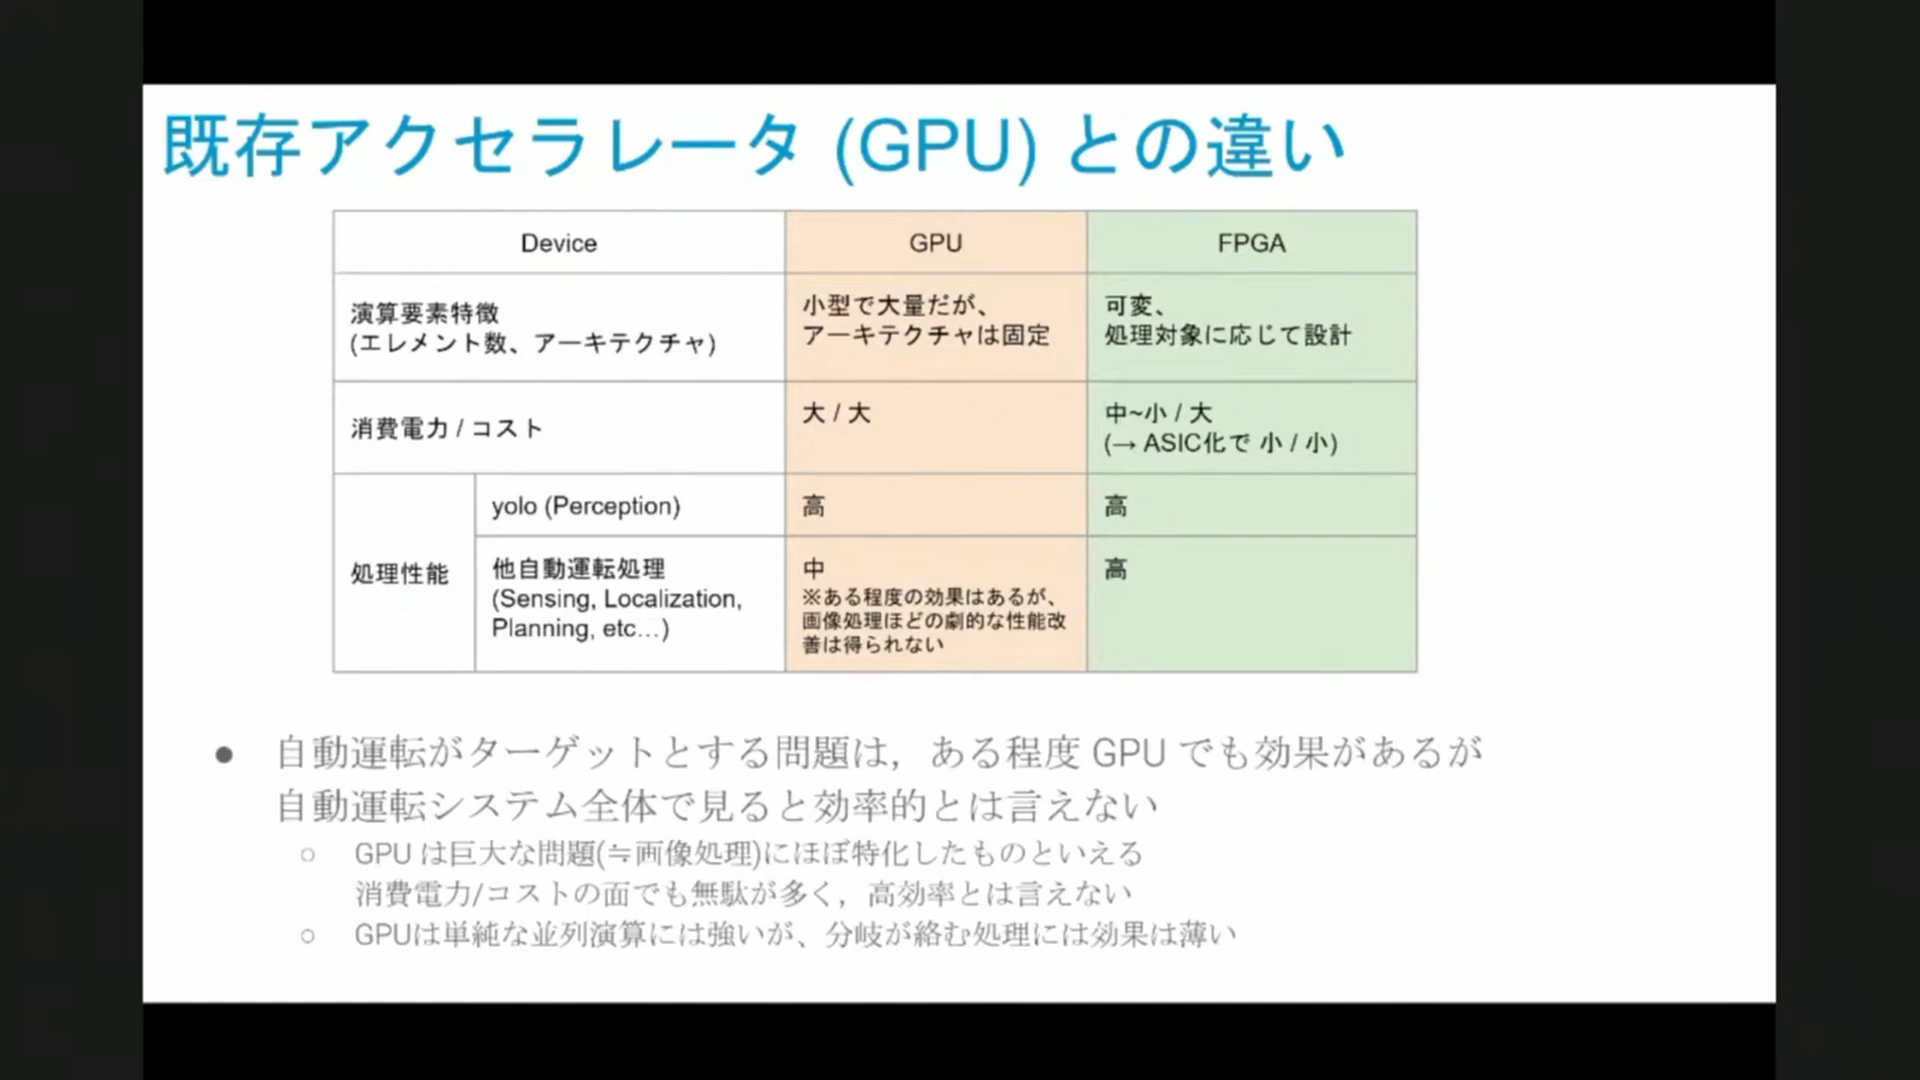 既存アクセラレータ (GPU) との違い
Device
GPU
FPGA
演算要素特徴
(エレメント数、アーキテクチャ)
小型で大量だが、
アーキテクチャは固定
可変、
処理対象に応じて設計
消費電力 / コスト
大 / 大
中~小 / 大
(→ ASIC化で 小 / 小)
処理性能
yolo (Perception)
高
高
他自動運転処理
(Sensing, Localization,
Planning, etc…)
中
※ある程度の効果はあるが、
画像処理ほどの劇的な性能改
善は得られない
高
● 自動運転がターゲットとする問題は，ある程度 GPU でも効果があるが
自動運転システム全体で見ると効率的とは言えない
○ GPU は巨大な問題(≒画像処理)にほぼ特化したものといえる
消費電力/コストの面でも無駄が多く，高効率とは言えない
○ GPUは単純な並列演算には強いが、分岐が絡む処理には効果は薄い